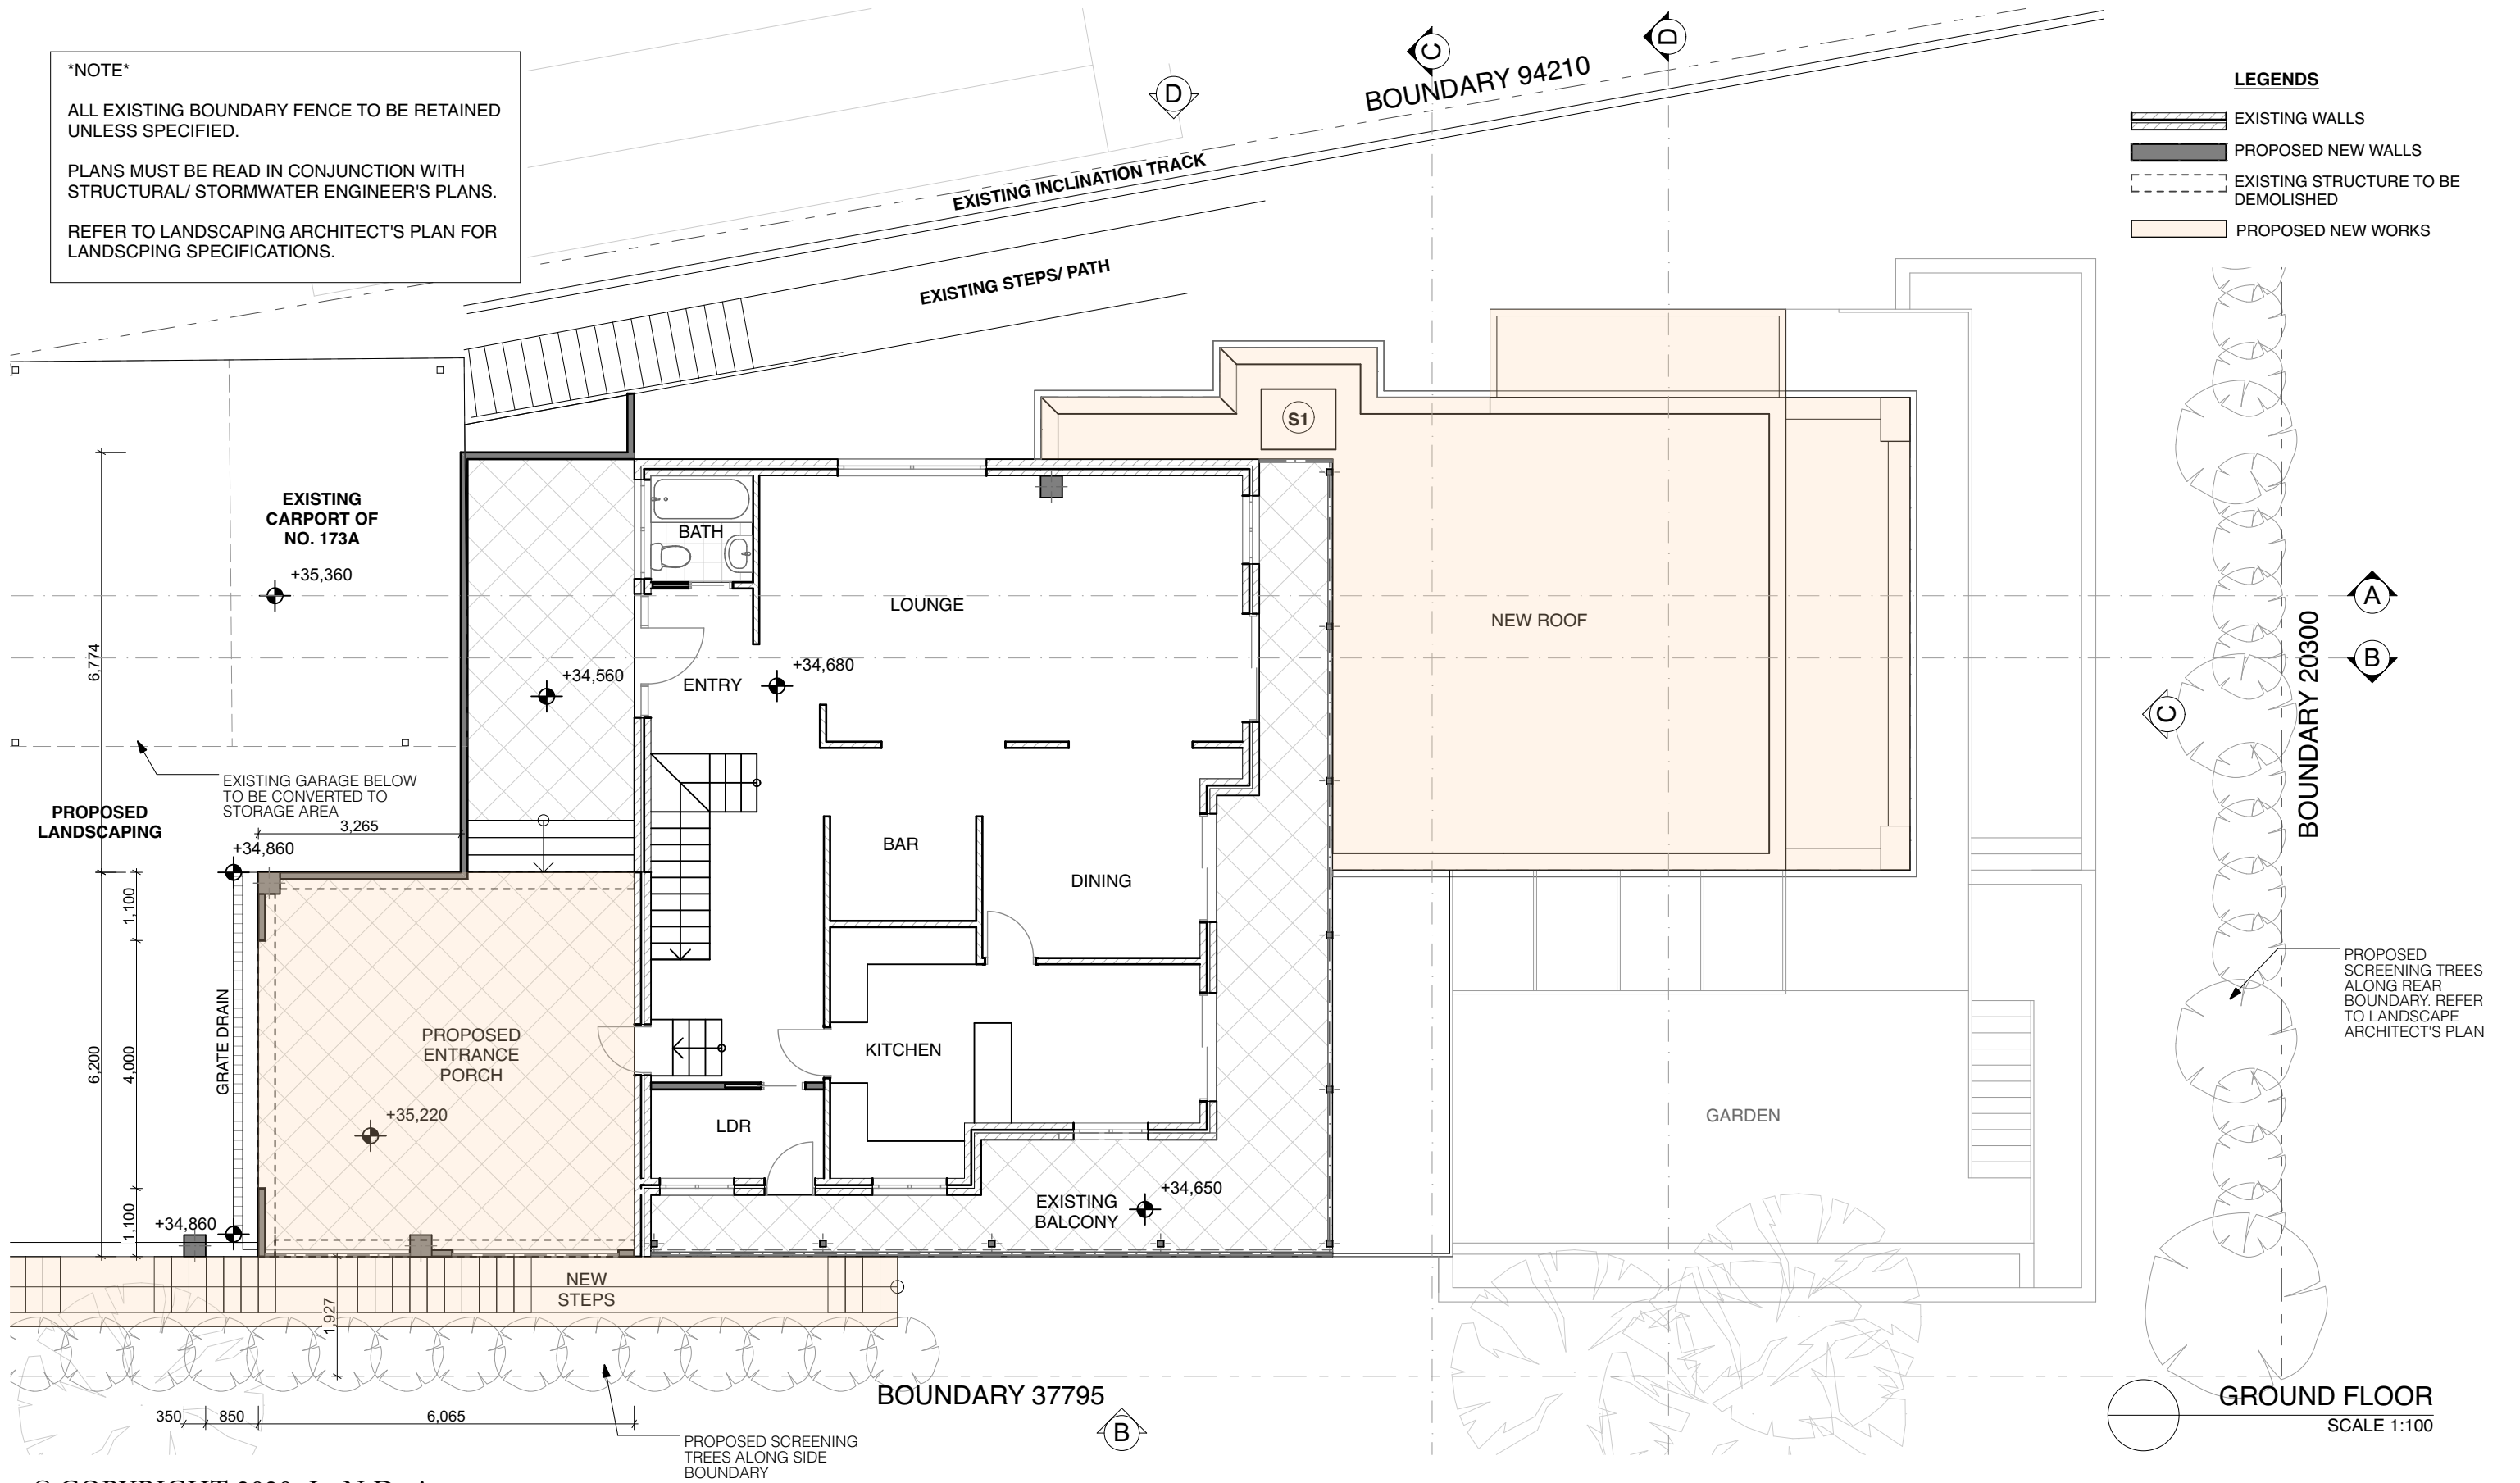 *NOTE*
ALL EXISTING BOUNDARY FENCE TO BE RETAINED
UNLESS SPECIFIED.
PLANS MUST BE READ IN CONJUNCTION WITH
STRUCTURAL/ STORMWATER ENGINEER'S PLANS.
REFER TO LANDSCAPING ARCHITECT'S PLAN FOR
LANDSCPING SPECIFICATIONS.
D
C
D
BOUNDARY 94210
LEGENDS
EXISTING WALLS
PROPOSED NEW WALLS
EXISTING STRUCTURE TO BE
DEMOLISHED
PROPOSED NEW WORKS
EXISTING INCLINATION TRACK
EXISTING STEPS/ PATH
S1
EXISTING
CARPORT OF
NO. 173A
+35,360
BATH
LOUNGE
NEW ROOF
A
B
C
BOUNDARY 20300
6,774
+34,560
ENTRY
+34,680
EXISTING GARAGE BELOW
TO BE CONVERTED TO
STORAGE AREA
PROPOSED
LANDSCAPING
3,265
+34,860
BAR
DINING
1,100
6,200
4,000
1,100
GRATE DRAIN
PROPOSED
ENTRANCE
PORCH
+35,220
KITCHEN
LDR
GARDEN
PROPOSED
SCREENING TREES
ALONG REAR
BOUNDARY. REFER
TO LANDSCAPE
ARCHITECT'S PLAN
+34,860
EXISTING
BALCONY
+34,650
NEW
STEPS
1,927
BOUNDARY 37795
B
350
850
6,065
PROPOSED SCREENING
TREES ALONG SIDE
BOUNDARY
GROUND FLOOR
SCALE 1:100